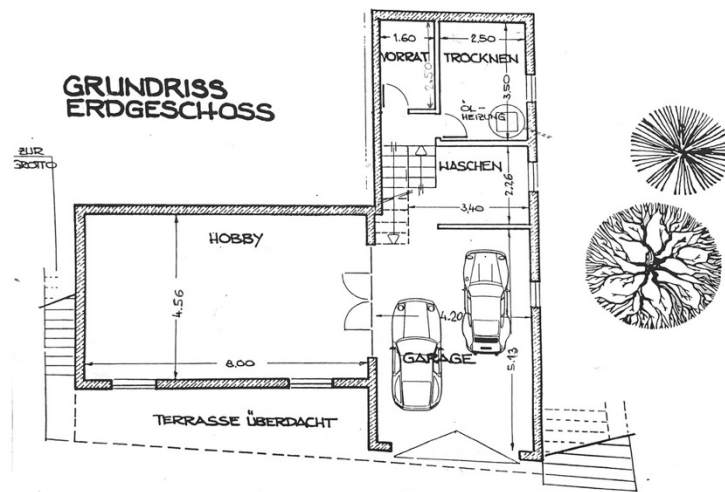 GRUNDRISS
ERDGESCHOSS
1.60
2,50
VORRAT
TROCKNEN
2.50
3,50
ÖL-
HEIZUNG
ZUR
GROTTO
WASCHEN
2.26
3,40
HOBBY
4.56
4.20
GARAGE
8.00
5.13
TERRASSE ÜBERDACHT